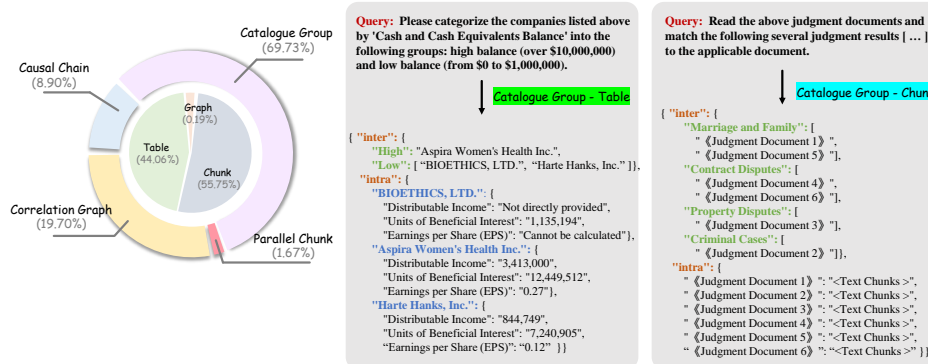 Catalogue Group
(69.73%)
Causal Chain
(8.90%)
Graph
(0.19%)
Table
(44.06%)
Chunk
(55.75%)
Correlation Graph
(19.70%)
Parallel Chunk
(1.67%)
Query: Please categorize the companies listed above
by 'Cash and Cash Equivalents Balance' into the
following groups: high balance (over $10,000,000)
and low balance (from $0 to $1,000,000).
Catalogue Group - Table
{ "inter": {
"High": "Aspira Women's Health Inc.",
"Low": [ “BIOETHICS, LTD.”, “Harte Hanks, Inc.” ]},
"intra": {
"BIOETHICS, LTD.": {
"Distributable Income": "Not directly provided",
"Units of Beneficial Interest": "1,135,194",
"Earnings per Share (EPS)": "Cannot be calculated"},
"Aspira Women's Health Inc.": {
"Distributable Income": "3,413,000",
"Units of Beneficial Interest": "12,449,512",
"Earnings per Share (EPS)": "0.27"},
"Harte Hanks, Inc.": {
"Distributable Income": "844,749",
"Units of Beneficial Interest": "7,240,905",
“Earnings per Share (EPS)”: “0.12” }}
Query: Read the above judgment documents and
match the following several judgment results [ … ]
to the applicable document.
Catalogue Group - Chun
{ "inter": {
"Marriage and Family": [
"《Judgment Document 1》",
"《Judgment Document 5》"],
"Contract Disputes": [
"《Judgment Document 4》",
"《Judgment Document 6》"],
"Property Disputes": [
"《Judgment Document 3》"],
"Criminal Cases": [
"《Judgment Document 2》"]},
"intra": {
"《Judgment Document 1》": "<Text Chunks >",
"《Judgment Document 2》": "<Text Chunks >",
"《Judgment Document 3》": "<Text Chunks >",
"《Judgment Document 4》": "<Text Chunks >",
"《Judgment Document 5》": "<Text Chunks >",
“《Judgment Document 6》”: “<Text Chunks >” }}